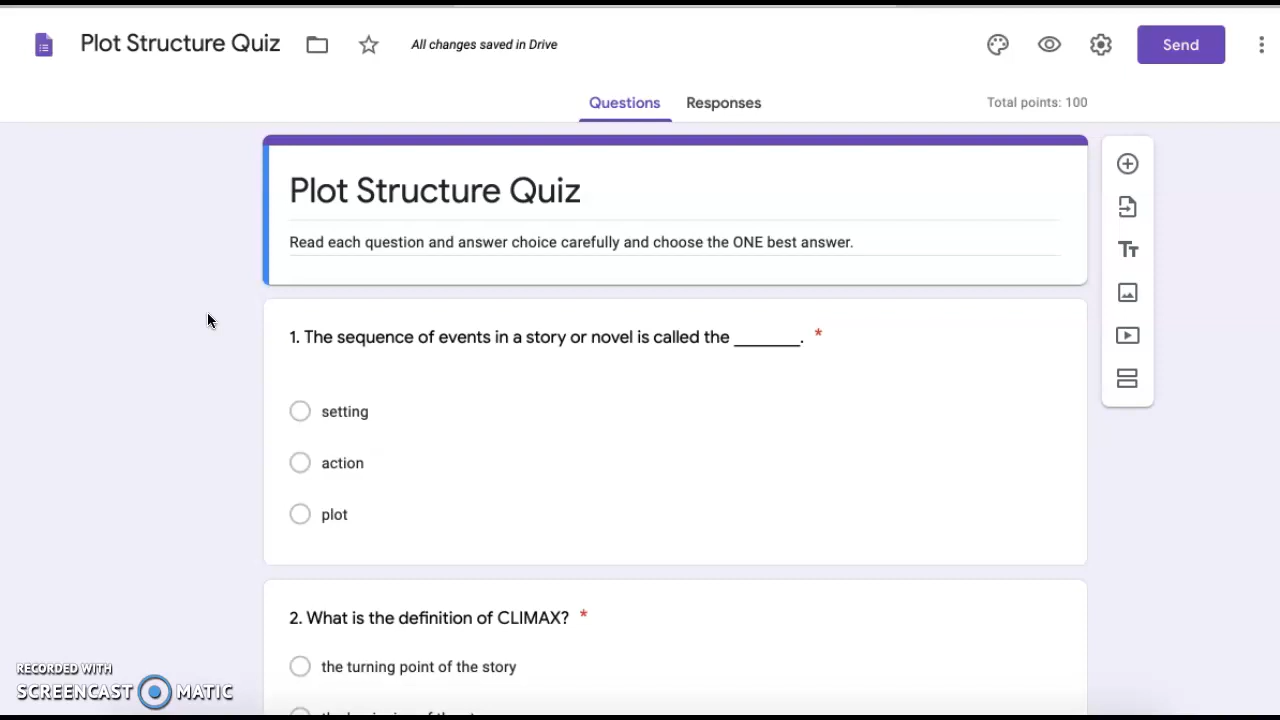 Plot Structure Quiz
All changes saved in Drive
Send
Questions
Responses
Total points: 100
Plot Structure Quiz
Read each question and answer choice carefully and choose the ONE best answer.
1. The sequence of events in a story or novel is called the ________. *
setting
action
plot
2. What is the definition of CLIMAX? *
the turning point of the story
RECORDED WITH
SCREENCAST MATIC